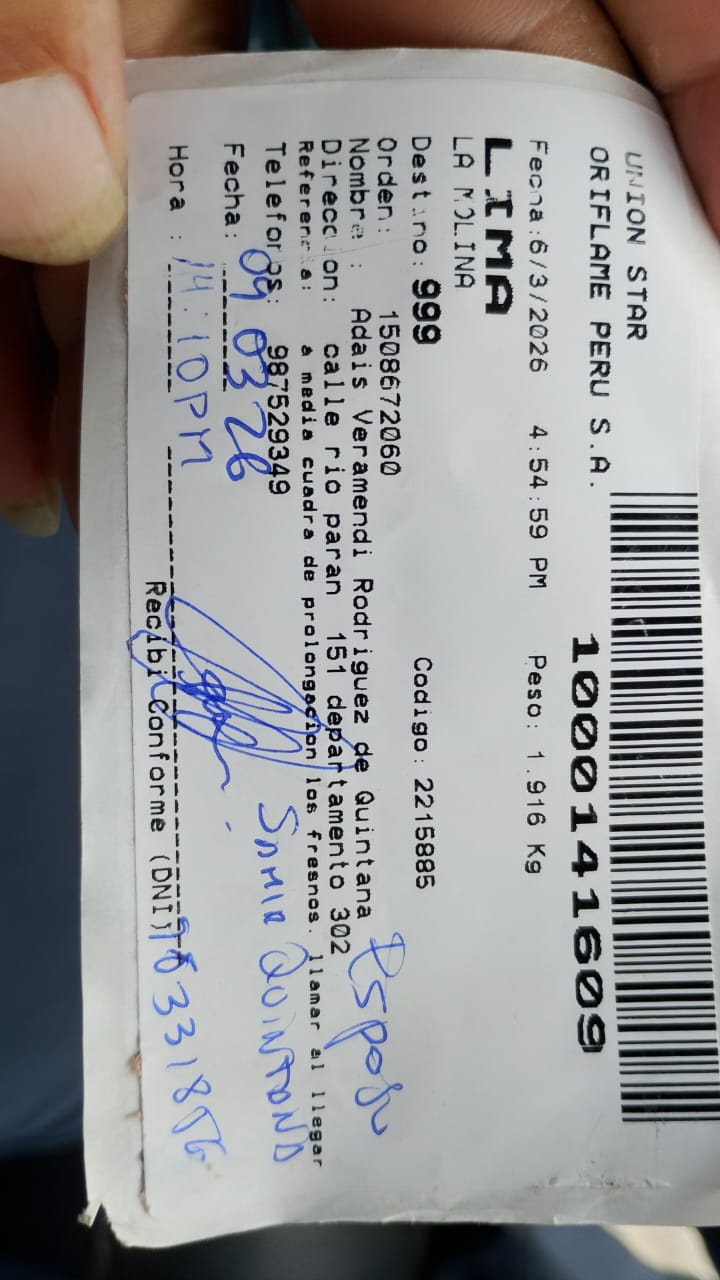 UNION STAR
ORIFLAME PERU S.A.
10000141609
Fecha:6/3/2026 4:54:59 PM Peso: 1.916 Kg
LIMA
LA MOLINA
Destino: 999 Codigo: 2215885
Orden: 1508672060
Nombre : Adais Veramendi Rodriguez de Quintana
Direccion: calle rio paran 151 departamento 302
Referencia: a media cuadra de prolongacion los fresnos. llamar al llegar
Telefonos: 987529349
Esposo
Fecha: 09 03 26
SAMIR QUINTANA
Hora : 14:10PM
Recibi Conforme (DNI)